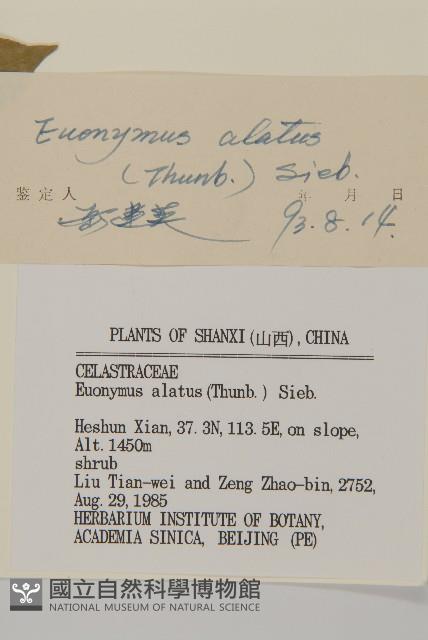 Euonymus alatus
(Thunb.) Sieb.
鉴定人 年 月 日
93.8.14.
PLANTS OF SHANXI(山西), CHINA
CELASTRACEAE
Euonymus alatus(Thunb.) Sieb.
Heshun Xian, 37.3N, 113.5E, on slope,
Alt. 1450m
shrub
Liu Tian-wei and Zeng Zhao-bin, 2752,
Aug. 29, 1985
HERBARIUM INSTITUTE OF BOTANY,
ACADEMIA SINICA, BEIJING (PE)
國立自然科學博物館
NATIONAL MUSEUM OF NATURAL SCIENCE